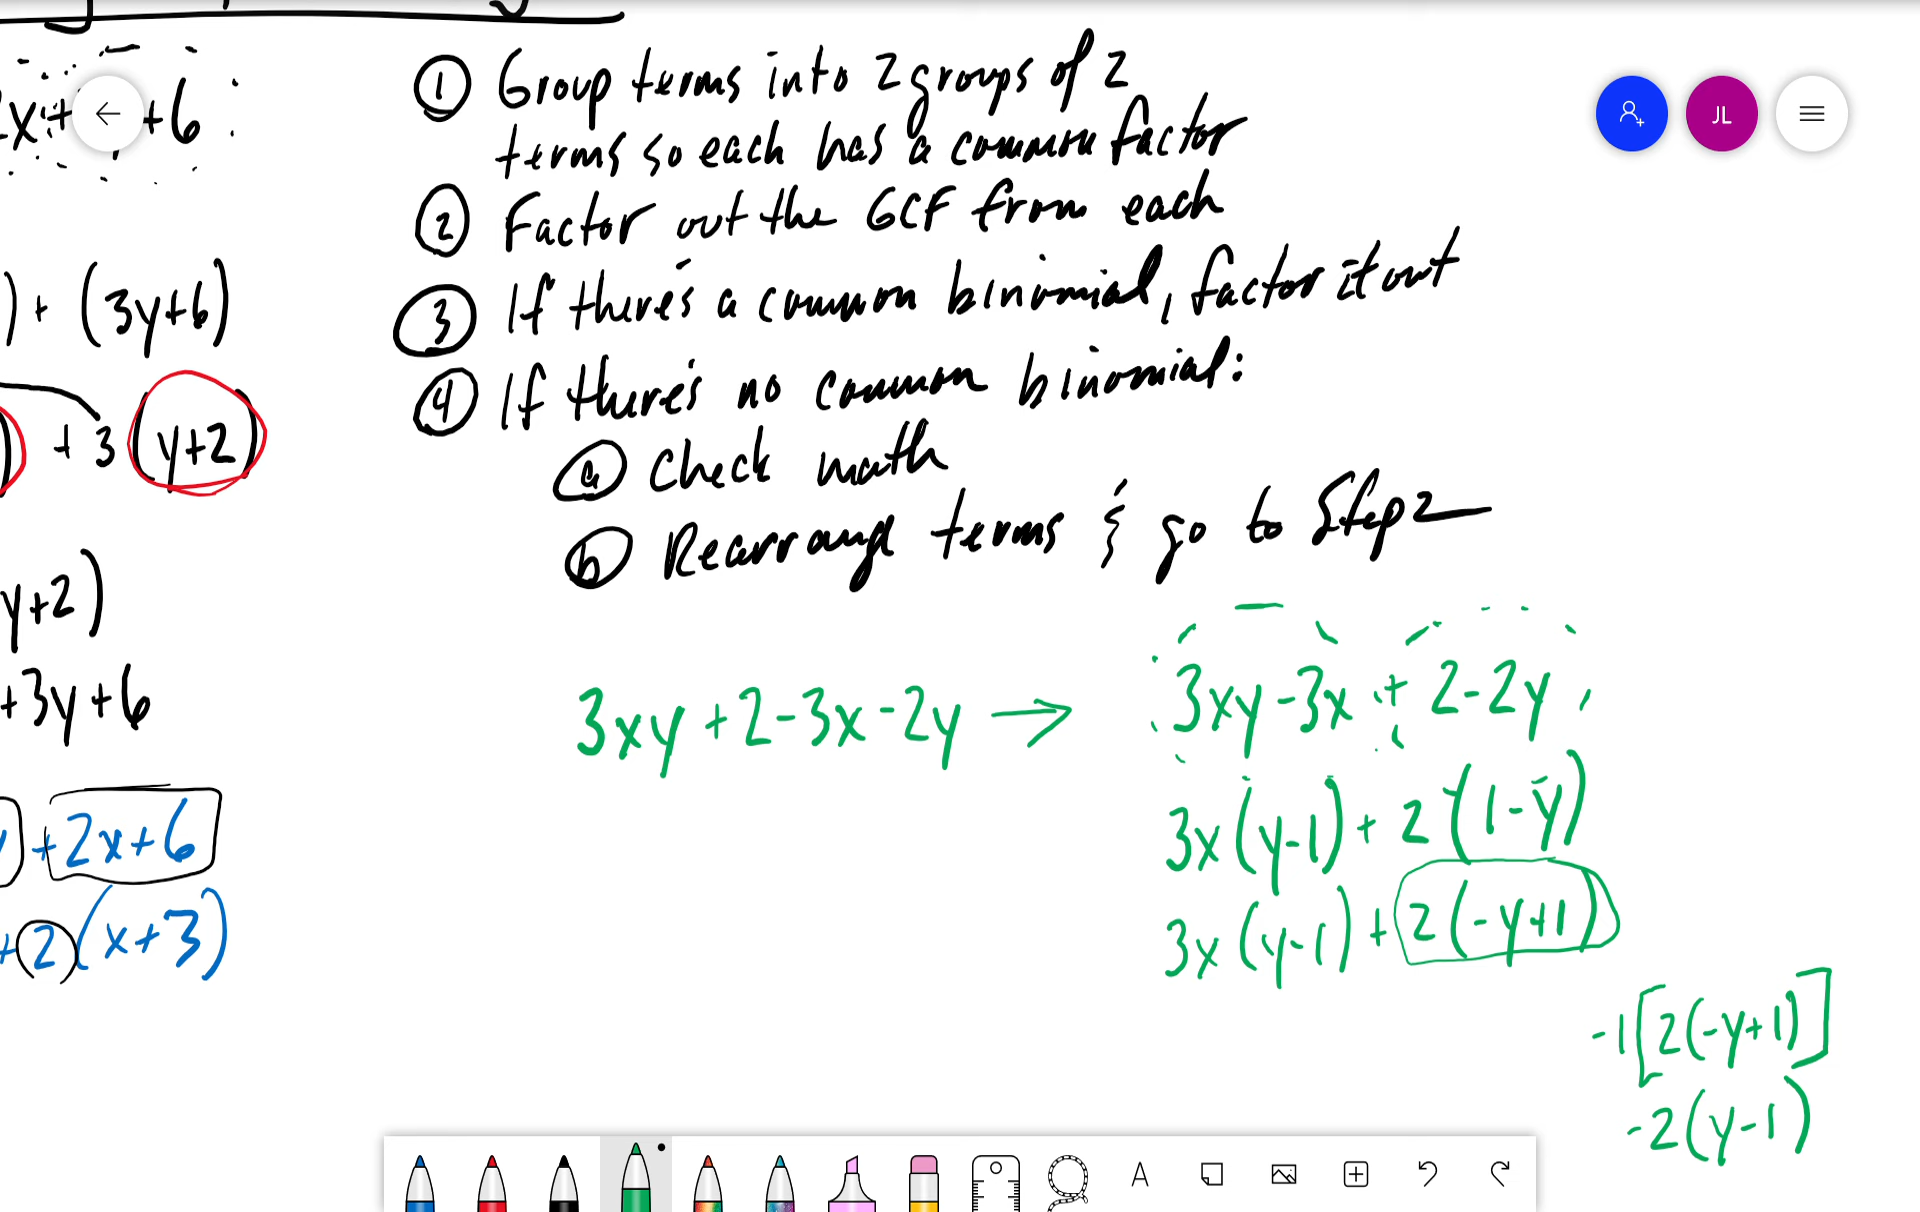 ① Group terms into 2 groups of 2
terms so each has a common factor
② Factor out the GCF from each
③ If there's a common binomial, factor it out
④ If there's no common binomial:
ⓐ Check math
ⓑ Rearrange terms & go to Step 2
x+ +6
) + (3y+6)
) + 3(y+2)
y+2)
+3y+6
+2x+6
+2(x+3)
3xy+2-3x-2y → 3xy-3x+2-2y
3x(y-1)+2(1-y)
3x(y-1)+2(-y+1)
-1[2(-y+1)]
-2(y-1)
JL
A